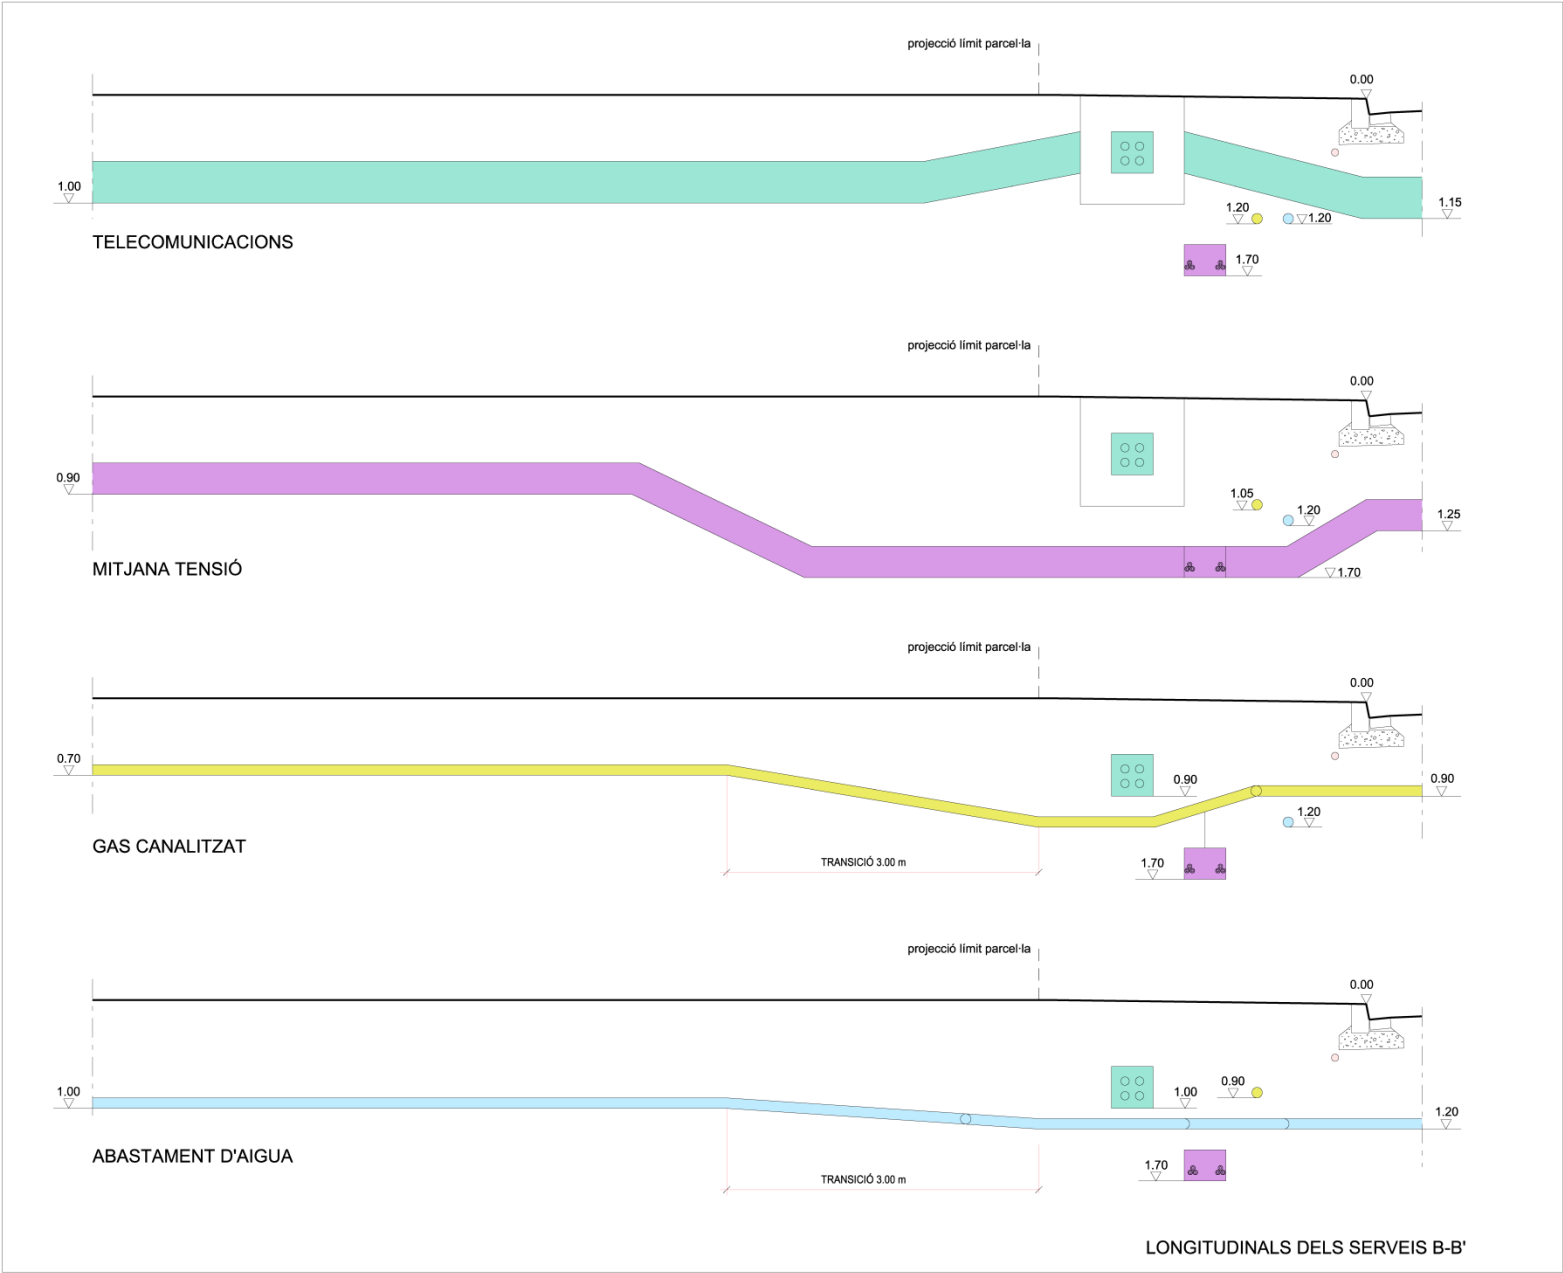 projecció límit parcel·la
0.00
1.00
1.20
1.20
1.15
TELECOMUNICACIONS
1.70
projecció límit parcel·la
0.00
0.90
1.05
1.20
1.25
MITJANA TENSIÓ
1.70
projecció límit parcel·la
0.00
0.70
0.90
0.90
1.20
GAS CANALITZAT
TRANSICIÓ 3.00 m
1.70
projecció límit parcel·la
0.00
1.00
1.00
0.90
1.20
ABASTAMENT D'AIGUA
1.70
TRANSICIÓ 3.00 m
LONGITUDINALS DELS SERVEIS B-B'